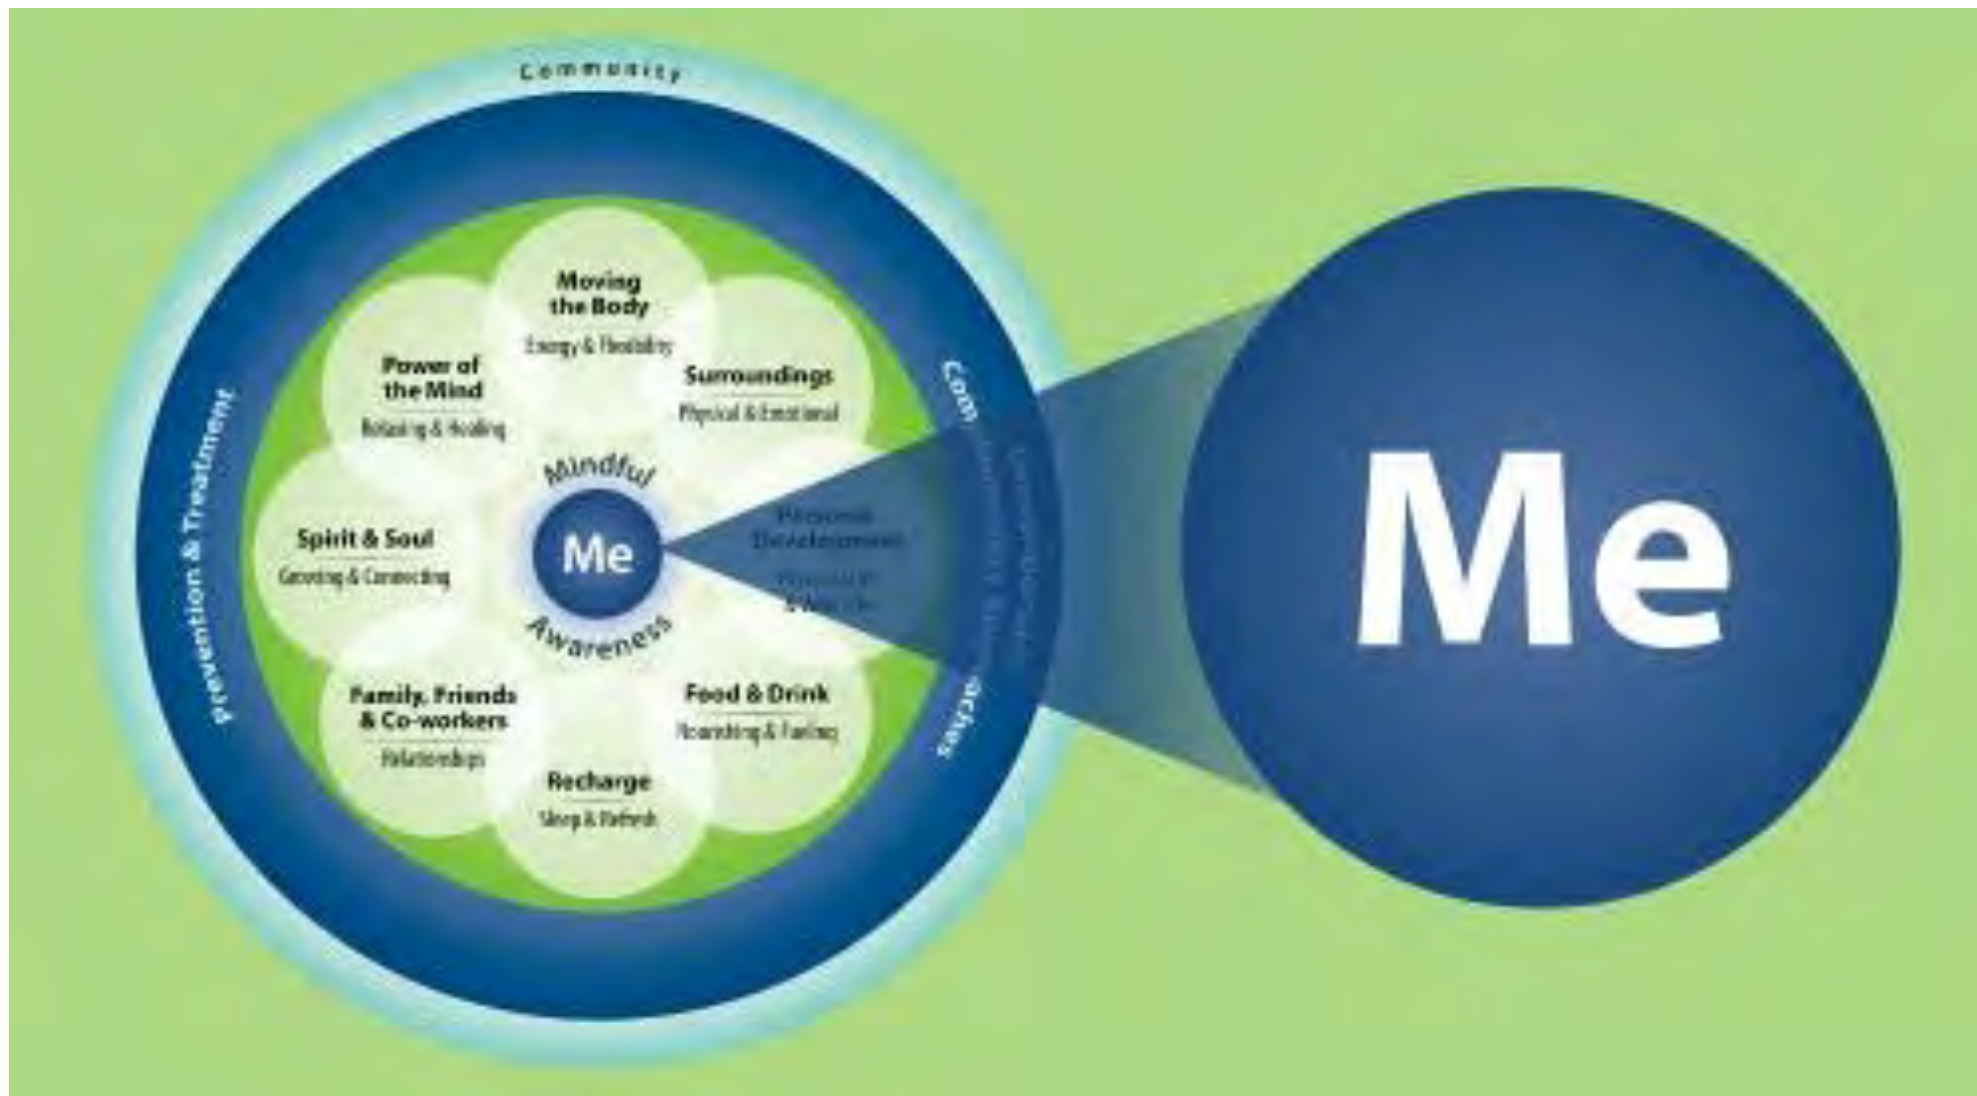 Community
Moving
the Body
Energy & Flexibility
Surroundings
Physical & Emotional
Personal
Development
Personal
Food & Drink
Nourishing & Fueling
Recharge
Sleep & Refresh
Family, Friends
& Co-workers
Relationships
Spirit & Soul
Growing & Connecting
Power of
the Mind
Relaxing & Healing
Mindful
Me
Awareness
Prevention & Treatment
Me